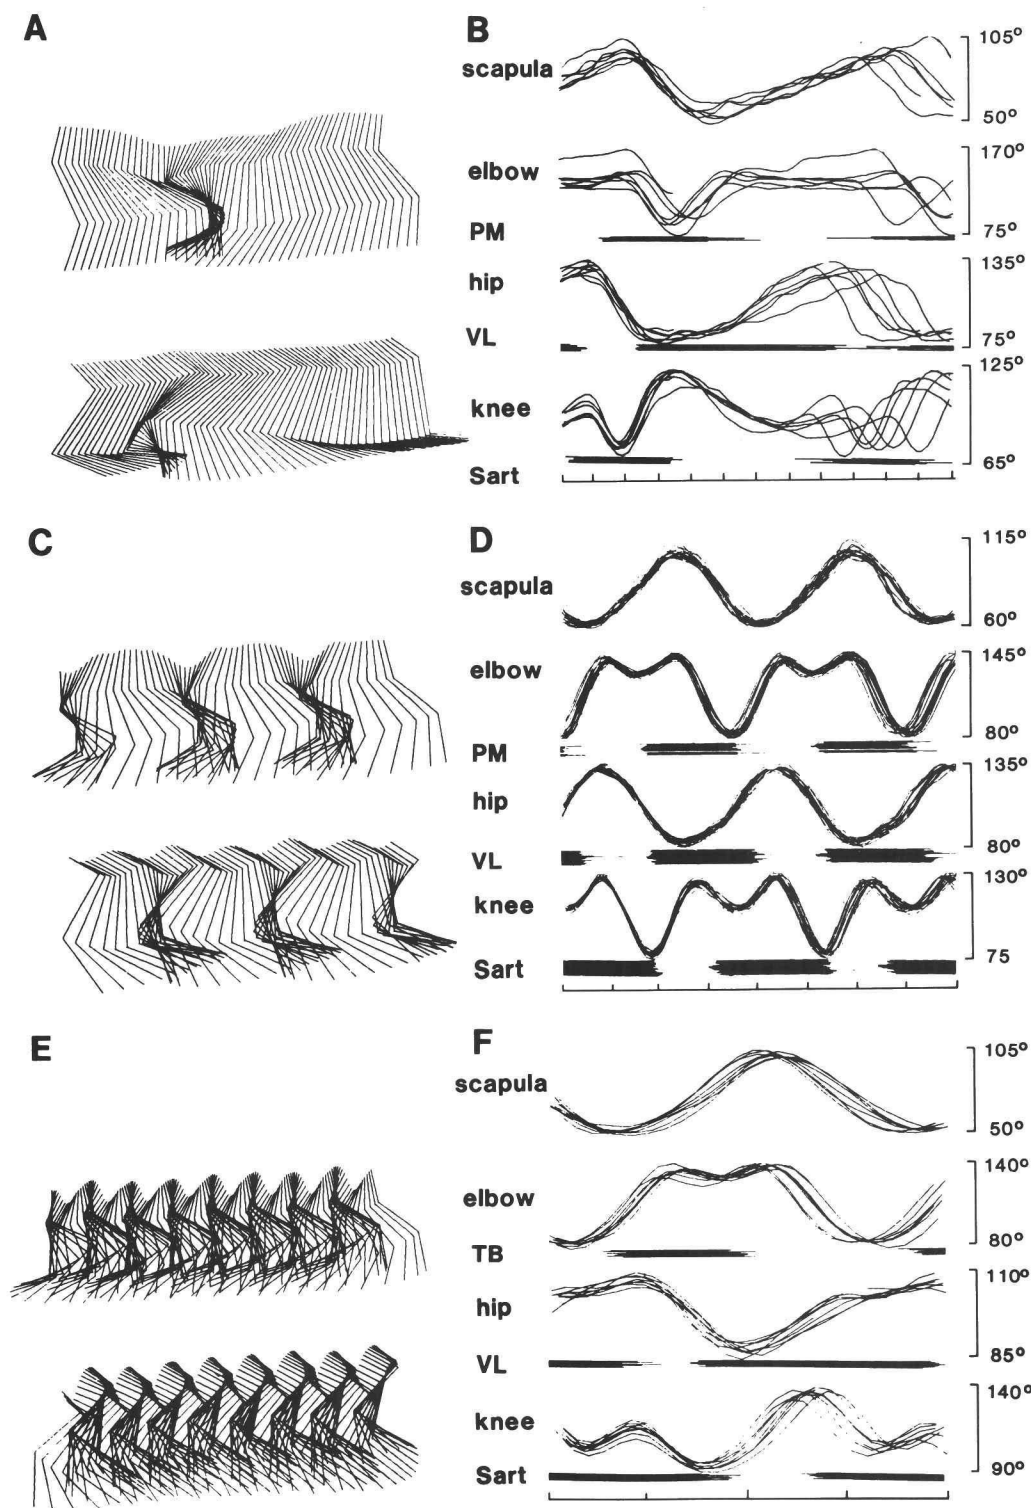 A
B
scapula
105°
50°
elbow
170°
PM
75°
hip
135°
VL
75°
knee
125°
65°
Sart
C
D
scapula
115°
60°
elbow
145°
80°
PM
hip
135°
80°
VL
knee
130°
75
Sart
E
F
scapula
105°
50°
elbow
140°
80°
TB
hip
110°
85°
VL
knee
140°
90°
Sart